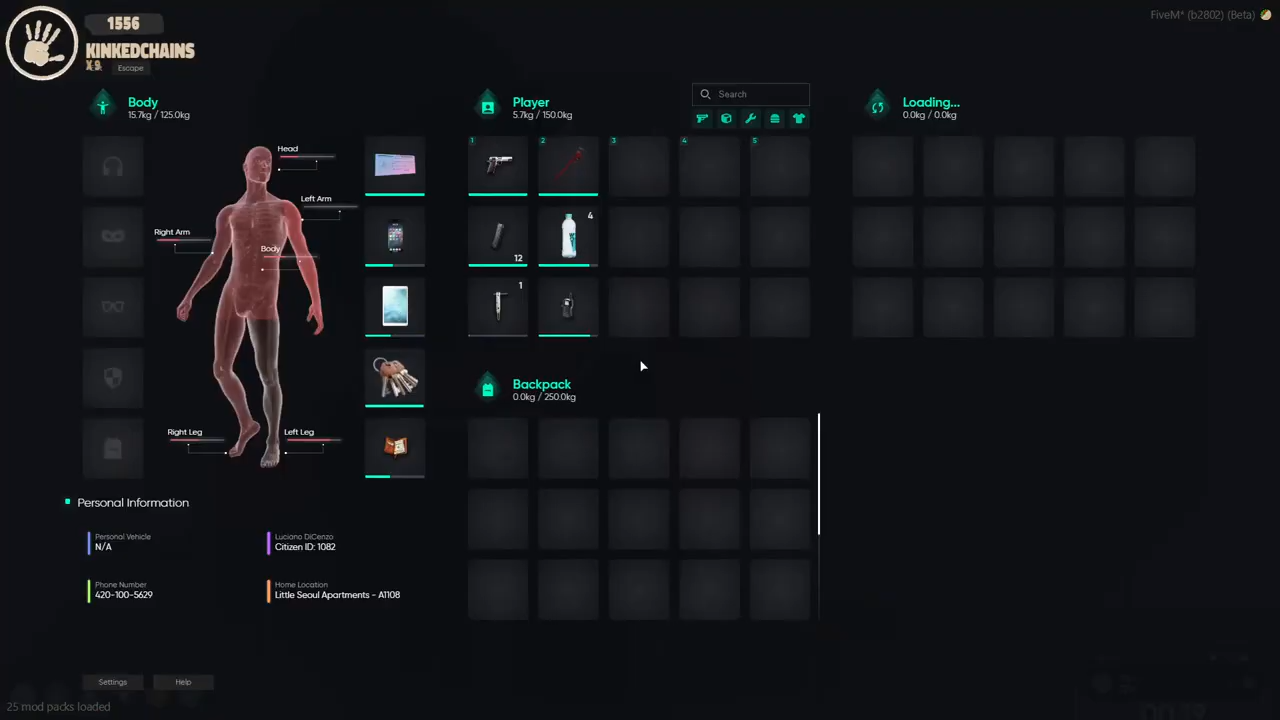 1556
KINKEDCHAINS
X 9
Escape
FiveM* (b2802) (Beta)
Body
15.7kg / 125.0kg
Player
5.7kg / 150.0kg
Search
Loading...
0.0kg / 0.0kg
1
2
3
4
5
Head
Left Arm
Right Arm
Body
4
12
1
Backpack
0.0kg / 250.0kg
Right Leg
Left Leg
Personal Information
Personal Vehicle
N/A
Luciano DiCenzo
Citizen ID: 1082
Phone Number
420-100-5629
Home Location
Little Seoul Apartments - A1108
Settings
Help
25 mod packs loaded